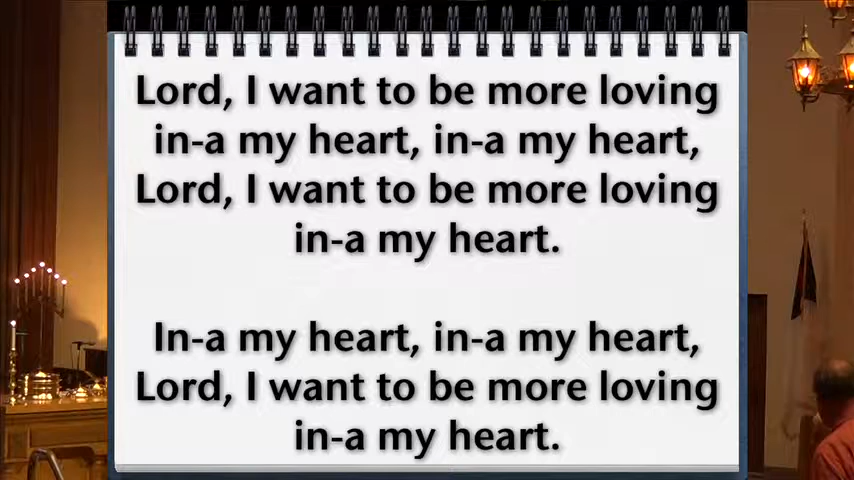 Lord, I want to be more loving
in-a my heart, in-a my heart,
Lord, I want to be more loving
in-a my heart.
In-a my heart, in-a my heart,
Lord, I want to be more loving
in-a my heart.